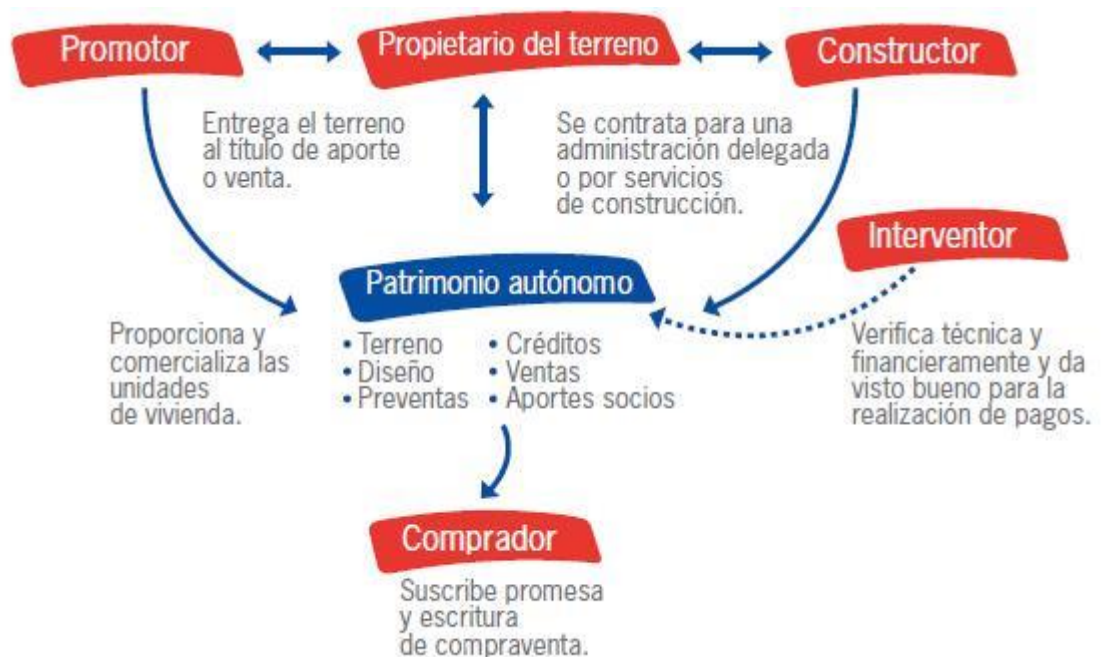 Promotor
Propietario del terreno
Constructor
Entrega el terreno
al título de aporte
o venta.
Se contrata para una
administración delegada
o por servicios
de construcción.
Interventor
Patrimonio autónomo
Proporciona y
comercializa las
unidades
de vivienda.
• Terreno
• Diseño
• Preventas
• Créditos
• Ventas
• Aportes socios
Verifica técnica y
financieramente y da
visto bueno para la
realización de pagos.
Comprador
Suscribe promesa
y escritura
de compraventa.